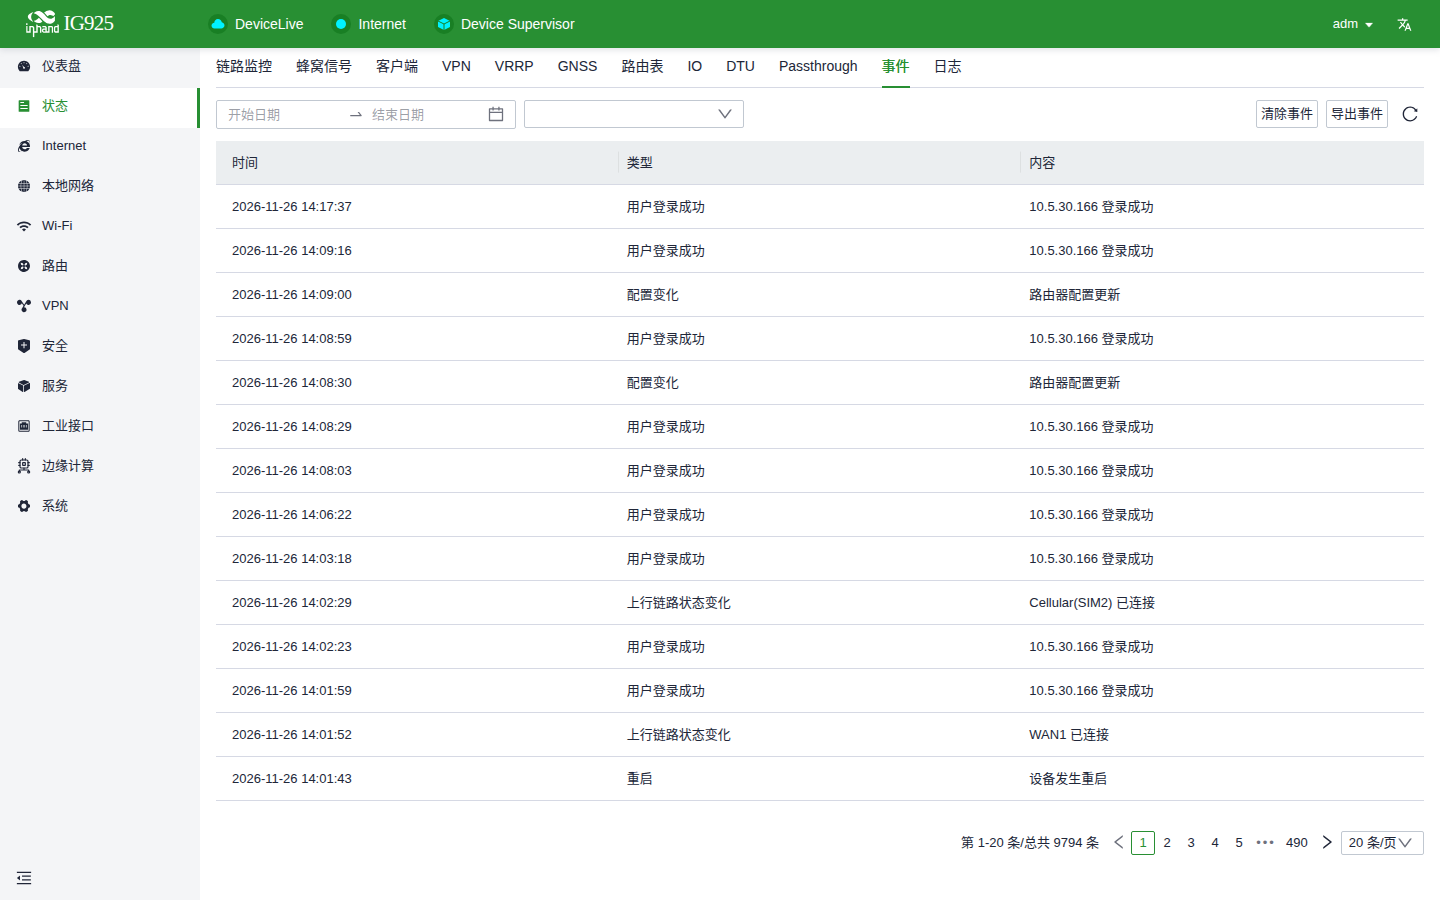 inhand IG925 DeviceLive Internet Device Supervisor adm
仪表盘
状态
Internet
本地网络
Wi-Fi
路由
VPN
安全
服务
工业接口
边缘计算
系统
链路监控 蜂窝信号 客户端 VPN VRRP GNSS 路由表 IO DTU Passthrough 事件 日志
开始日期 结束日期 清除事件 导出事件
时间 类型 内容
2026-11-26 14:17:37 用户登录成功 10.5.30.166 登录成功
2026-11-26 14:09:16 用户登录成功 10.5.30.166 登录成功
2026-11-26 14:09:00 配置变化 路由器配置更新
2026-11-26 14:08:59 用户登录成功 10.5.30.166 登录成功
2026-11-26 14:08:30 配置变化 路由器配置更新
2026-11-26 14:08:29 用户登录成功 10.5.30.166 登录成功
2026-11-26 14:08:03 用户登录成功 10.5.30.166 登录成功
2026-11-26 14:06:22 用户登录成功 10.5.30.166 登录成功
2026-11-26 14:03:18 用户登录成功 10.5.30.166 登录成功
2026-11-26 14:02:29 上行链路状态变化 Cellular(SIM2) 已连接
2026-11-26 14:02:23 用户登录成功 10.5.30.166 登录成功
2026-11-26 14:01:59 用户登录成功 10.5.30.166 登录成功
2026-11-26 14:01:52 上行链路状态变化 WAN1 已连接
2026-11-26 14:01:43 重启 设备发生重启
第 1-20 条/总共 9794 条 1 2 3 4 5 ••• 490 20 条/页